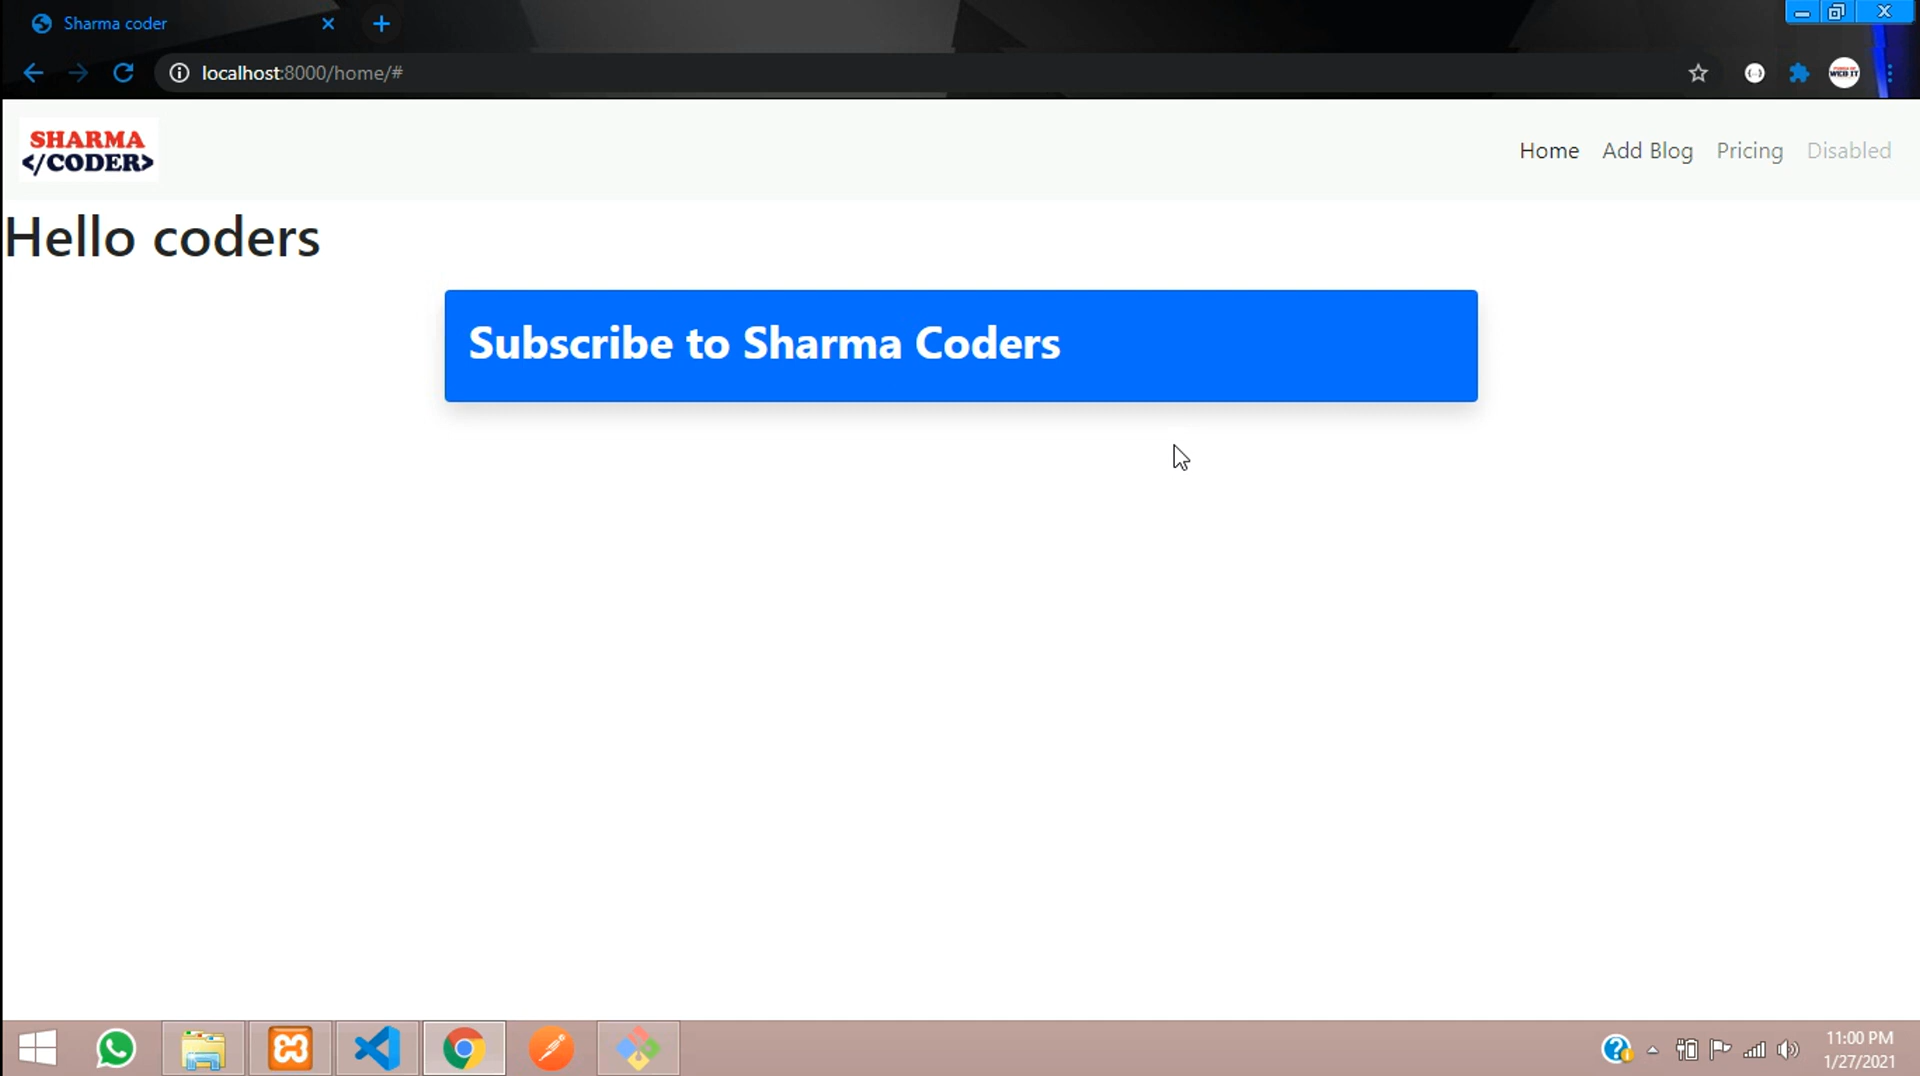 Sharma coder
localhost:8000/home/#
SHARMA
</CODER>
Home Add Blog Pricing Disabled
Hello coders
Subscribe to Sharma Coders
11:00 PM
1/27/2021